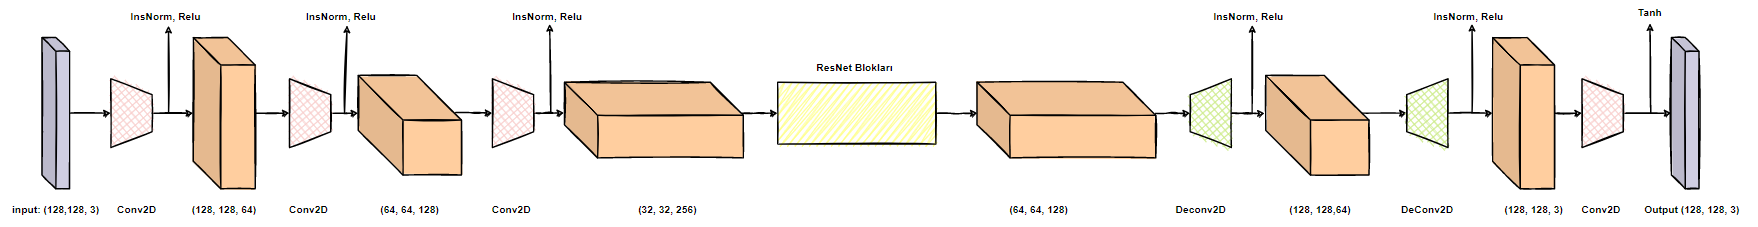 InsNorm, Relu
InsNorm, Relu
InsNorm, Relu
InsNorm, Relu
InsNorm, Relu
Tanh
ResNet Blokları
input: (128,128, 3)
Conv2D
(128, 128, 64)
Conv2D
(64, 64, 128)
Conv2D
(32, 32, 256)
(64, 64, 128)
Deconv2D
(128, 128,64)
DeConv2D
(128, 128, 3)
Conv2D
Output (128, 128, 3)